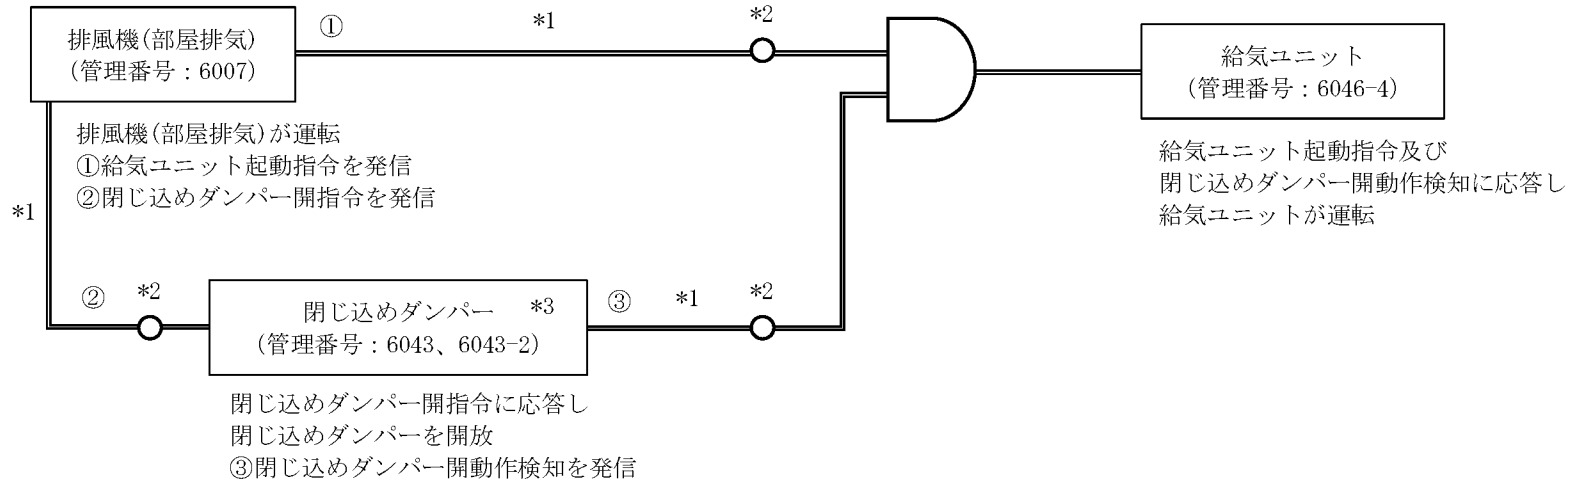 排風機(部屋排気)
(管理番号：6007)
①
*1
*2
給気ユニット
(管理番号：6046-4)
排風機(部屋排気)が運転
①給気ユニット起動指令を発信
②閉じ込めダンパー開指令を発信
給気ユニット起動指令及び
閉じ込めダンパー開動作検知に応答し
給気ユニットが運転
*1
②
*2
閉じ込めダンパー *3
(管理番号：6043、6043-2)
③
*1
*2
閉じ込めダンパー開指令に応答し
閉じ込めダンパーを開放
③閉じ込めダンパー開動作検知を発信